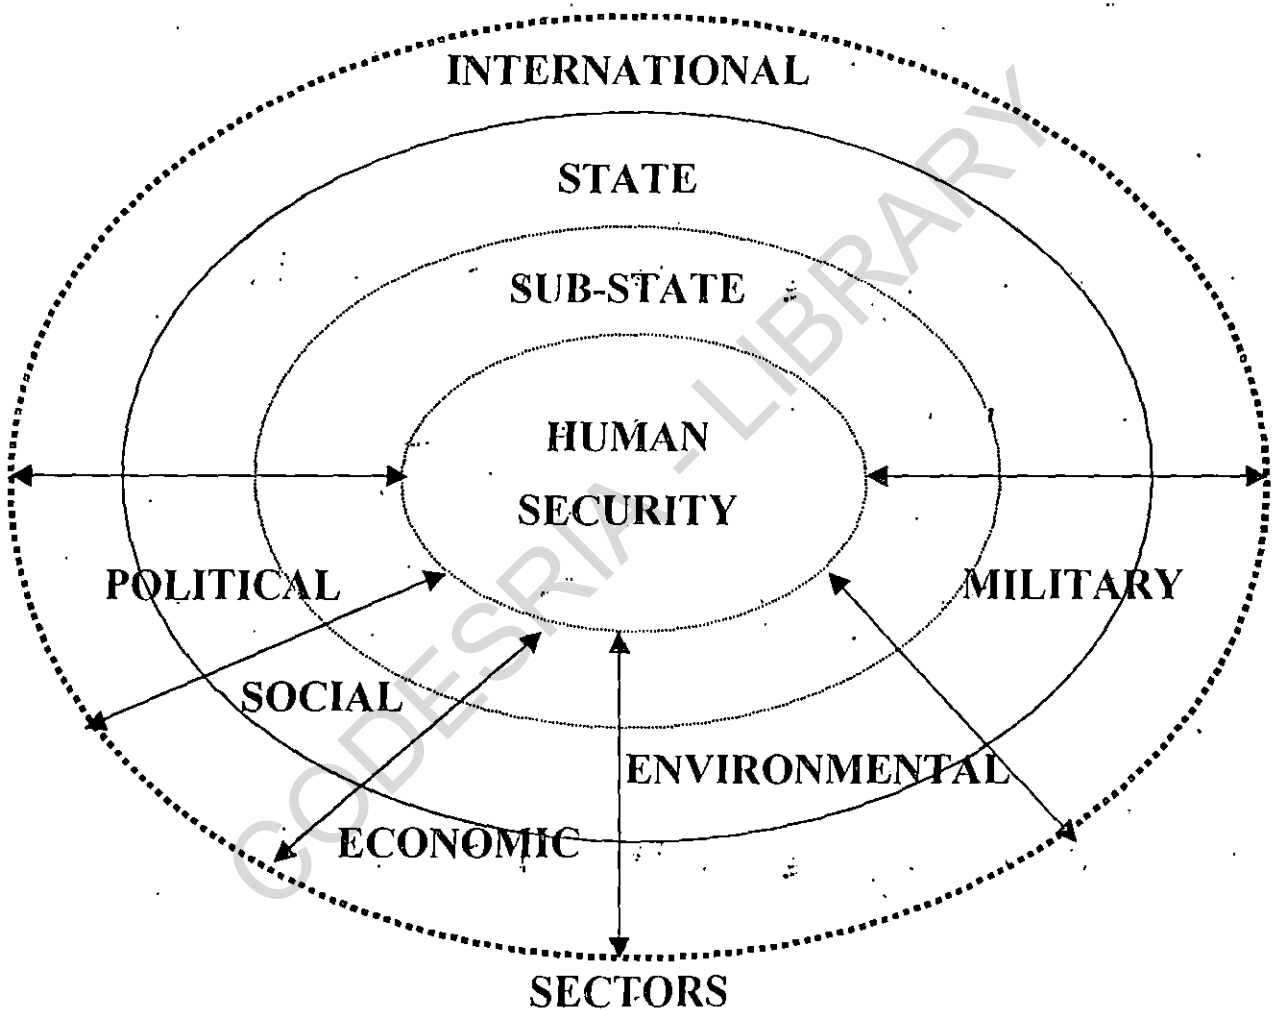 INTERNATIONAL
STATE
SUB-STATE
HUMAN
SECURITY
POLITICAL
MILITARY
SOCIAL
ENVIRONMENTAL
ECONOMIC
SECTORS
CODESRIA - LIBRARY